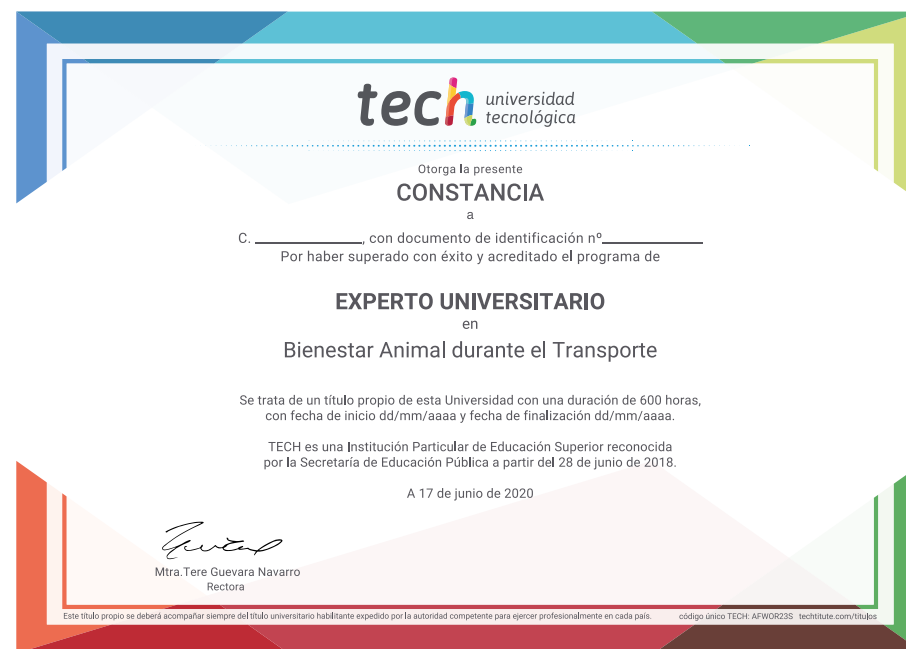 tech universidad
tecnológica
Otorga la presente
CONSTANCIA
a
C. ____________, con documento de identificación nº____________
Por haber superado con éxito y acreditado el programa de
EXPERTO UNIVERSITARIO
en
Bienestar Animal durante el Transporte
Se trata de un título propio de esta Universidad con una duración de 600 horas,
con fecha de inicio dd/mm/aaaa y fecha de finalización dd/mm/aaaa.
TECH es una Institución Particular de Educación Superior reconocida
por la Secretaría de Educación Pública a partir del 28 de junio de 2018.
A 17 de junio de 2020
Mtra.Tere Guevara Navarro
Rectora
Este título propio se deberá acompañar siempre del título universitario habilitante expedido por la autoridad competente para ejercer profesionalmente en cada país. código único TECH: AFWOR23S techtitute.com/titulos